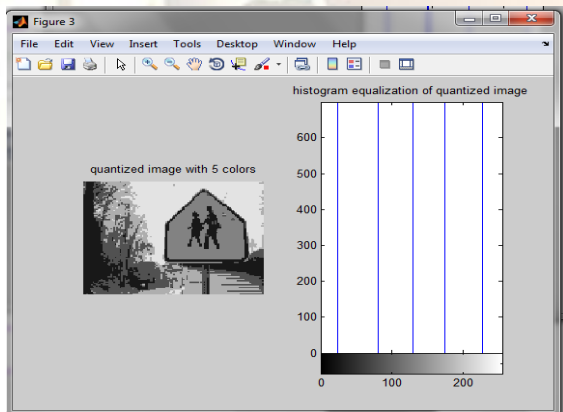 Figure 3
File Edit View Insert Tools Desktop Window Help
histogram equalization of quantized image
quantized image with 5 colors
600
500
400
300
200
100
0
0 100 200